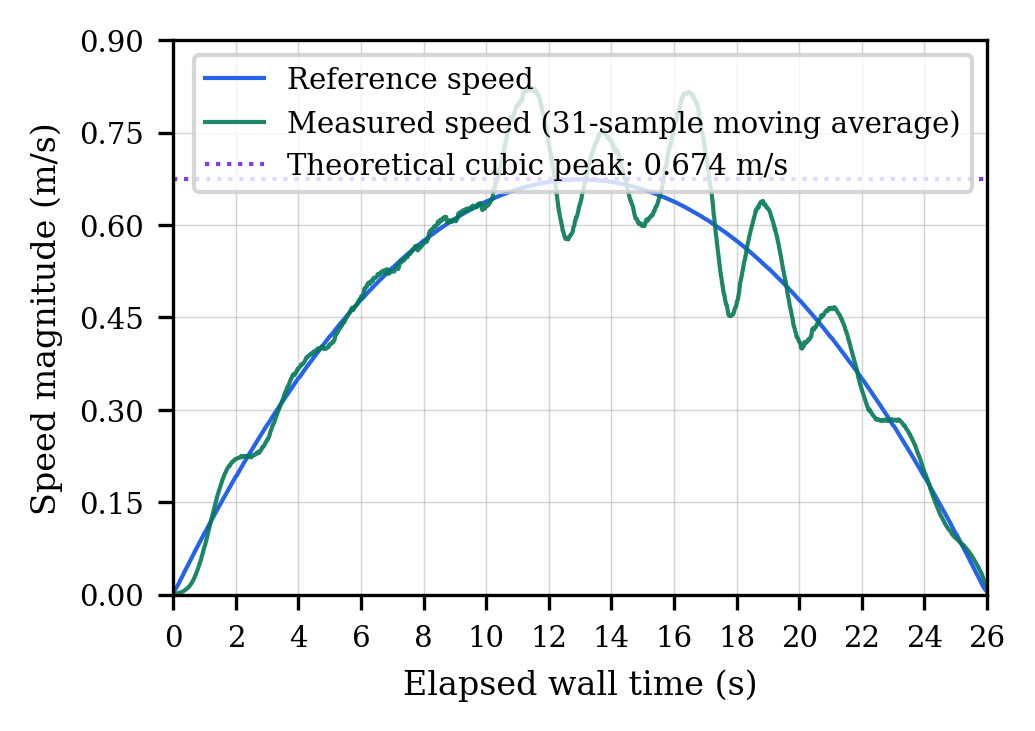 0.90
0.75
0.60
0.45
0.30
0.15
0.00
Speed magnitude (m/s)
Reference speed
Measured speed (31-sample moving average)
Theoretical cubic peak: 0.674 m/s
0 2 4 6 8 10 12 14 16 18 20 22 24 26
Elapsed wall time (s)